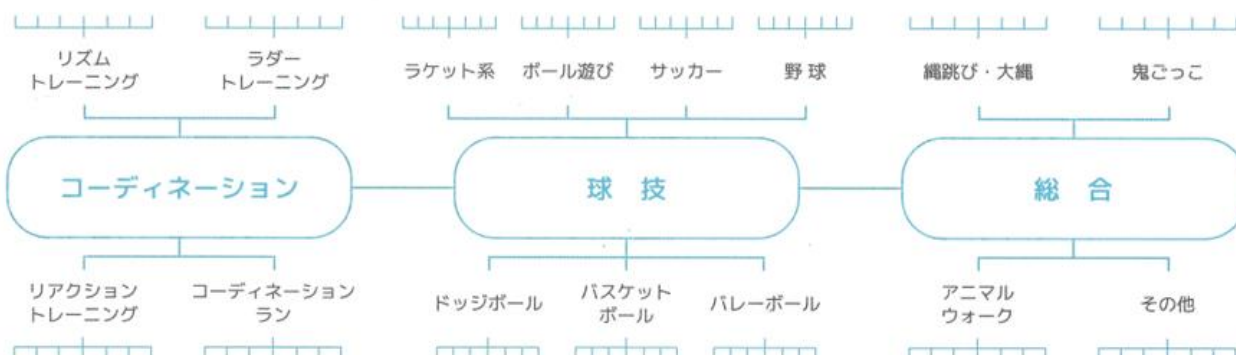 リズム
トレーニング
ラダー
トレーニング
ラケット系
ボール遊び
サッカー
野球
縄跳び・大縄
鬼ごっこ
コーディネーション
球技
総合
リアクション
トレーニング
コーディネーション
ラン
ドッジボール
バスケット
ボール
バレーボール
アニマル
ウォーク
その他